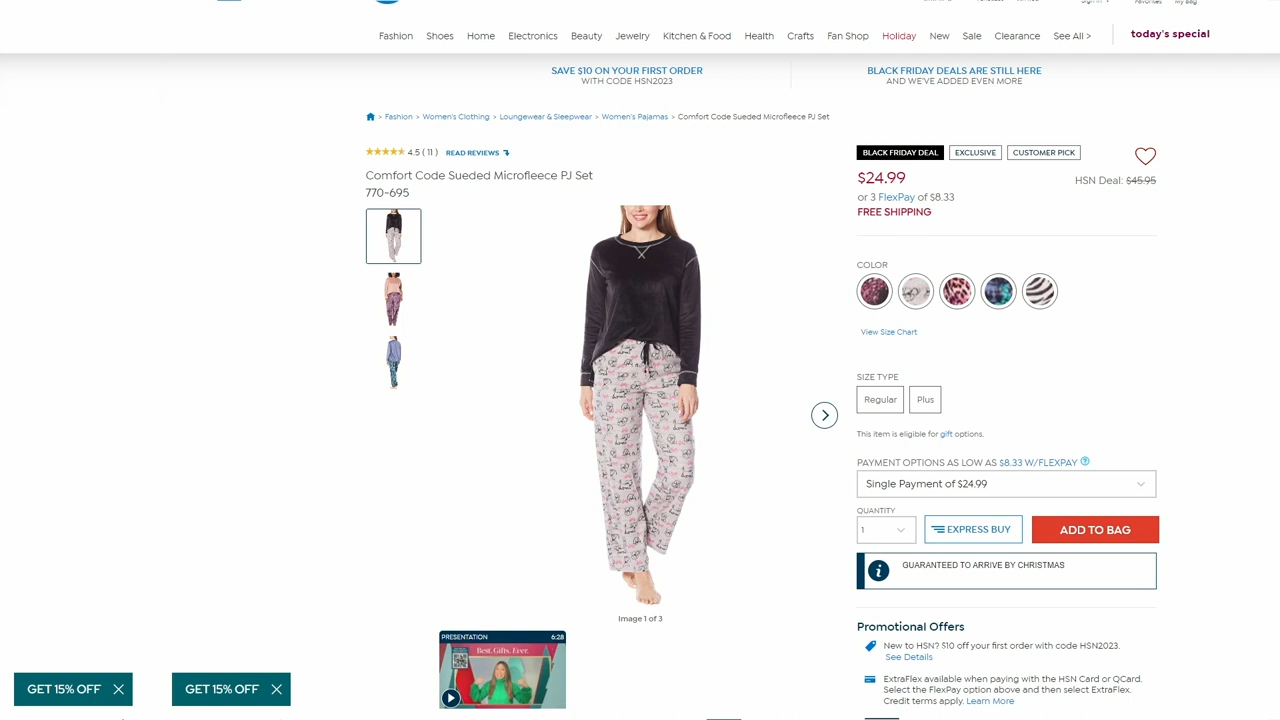 Fashion Shoes Home Electronics Beauty Jewelry Kitchen & Food Health Crafts Fan Shop Holiday New Sale Clearance See All > today's special
SAVE $10 ON YOUR FIRST ORDER
WITH CODE HSN2023
BLACK FRIDAY DEALS ARE STILL HERE
AND WE'VE ADDED EVEN MORE
> Fashion > Women's Clothing > Loungewear & Sleepwear > Women's Pajamas > Comfort Code Sueded Microfleece PJ Set
4.5 ( 11 ) READ REVIEWS
Comfort Code Sueded Microfleece PJ Set
770-695
Image 1 of 3
PRESENTATION 6:28
Best. Gifts. Ever.
BLACK FRIDAY DEAL EXCLUSIVE CUSTOMER PICK
$24.99
HSN Deal: $45.95
or 3 FlexPay of $8.33
FREE SHIPPING
COLOR
View Size Chart
SIZE TYPE
Regular Plus
This item is eligible for gift options.
PAYMENT OPTIONS AS LOW AS $8.33 W/FLEXPAY ?
Single Payment of $24.99
QUANTITY
1 EXPRESS BUY ADD TO BAG
GUARANTEED TO ARRIVE BY CHRISTMAS
Promotional Offers
New to HSN? $10 off your first order with code HSN2023.
See Details
ExtraFlex available when paying with the HSN Card or QCard.
Select the FlexPay option above and then select ExtraFlex.
Credit terms apply. Learn More
GET 15% OFF GET 15% OFF